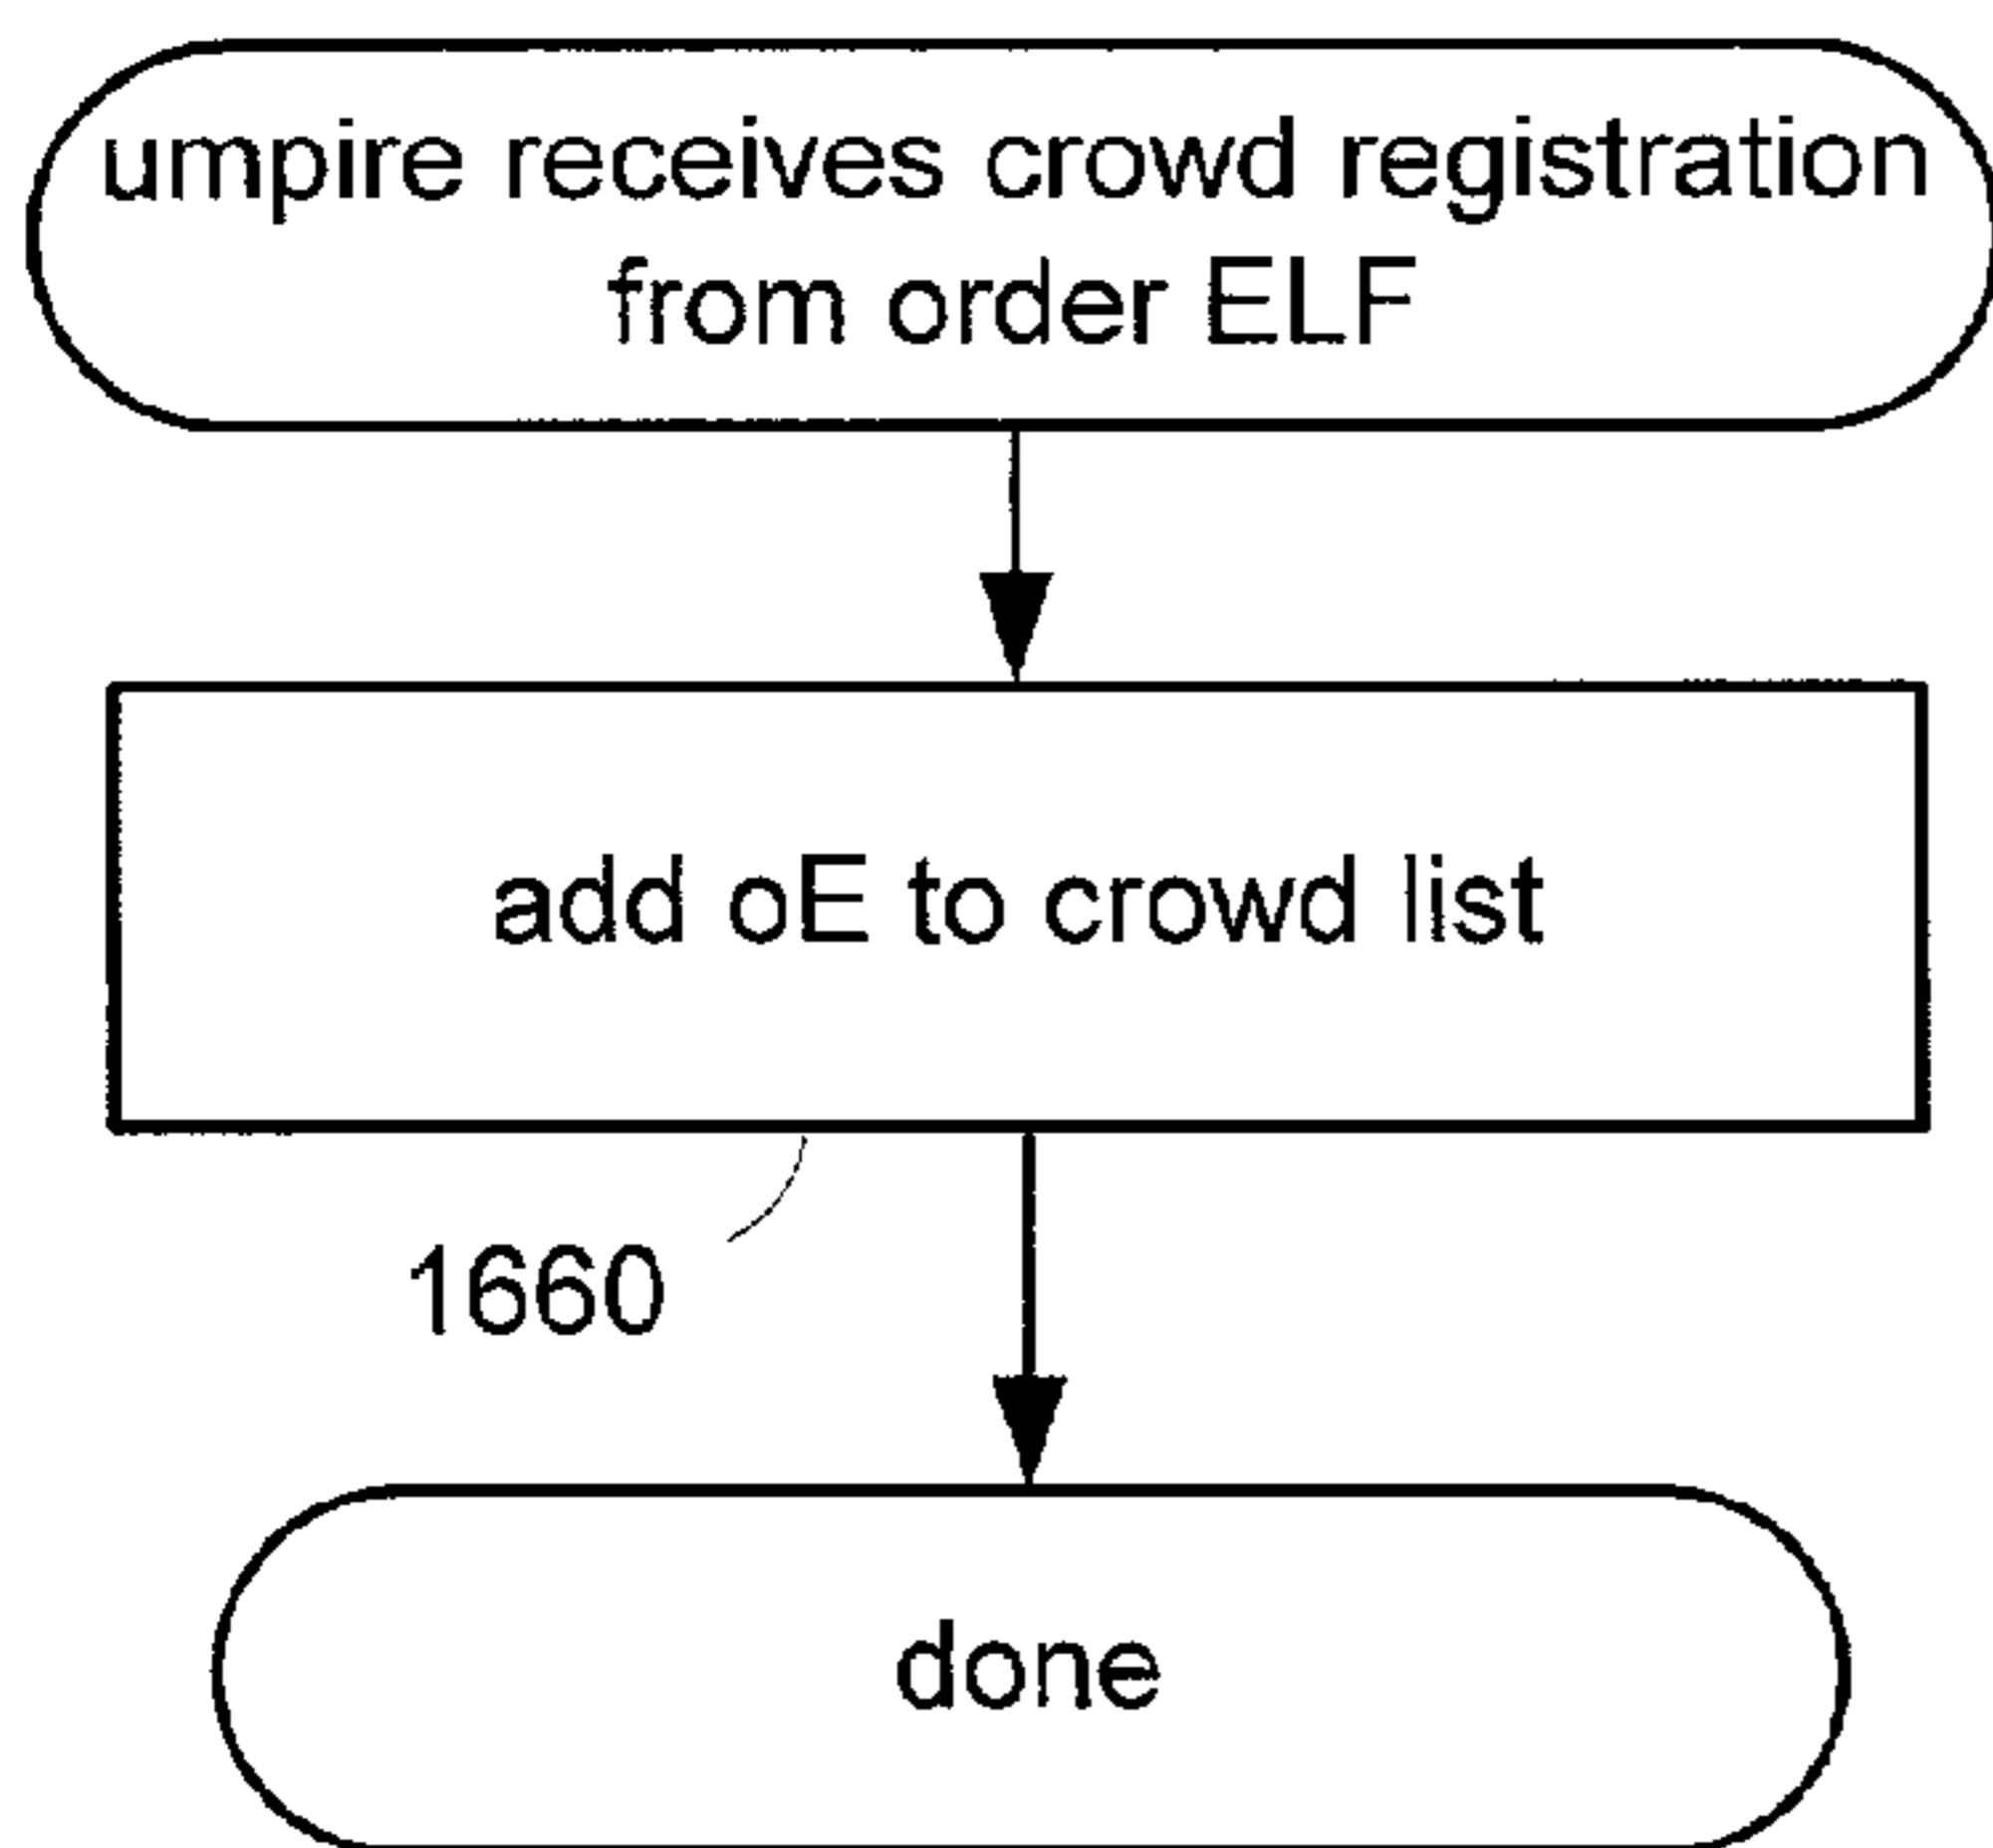 umpire receives crowd registration
from order ELF
add oE to crowd list
1660
done